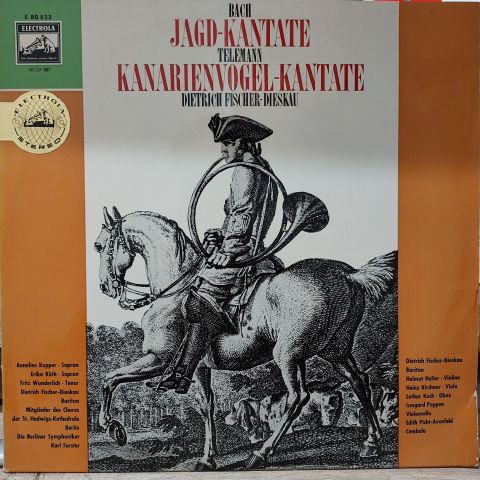 BACH
JAGD-KANTATE
TELEMANN
KANARIENVOGEL-KANTATE
DIETRICH FISCHER-DIESKAU
E 80 823
ELECTROLA
ELECTROLA
STEREO
Annelies Kupper · Sopran
Erika Köth · Sopran
Fritz Wunderlich · Tenor
Dietrich Fischer-Dieskau
Bariton
Mitglieder des Chores
der St. Hedwigs-Kathedrale
Berlin
Die Berliner Symphoniker
Karl Forster
Dietrich Fischer-Dieskau
Bariton
Helmut Heller · Violine
Heinz Kirchner · Viola
Lothar Koch · Oboe
Irmgard Poppen
Violoncello
Edith Picht-Axenfeld
Cembalo